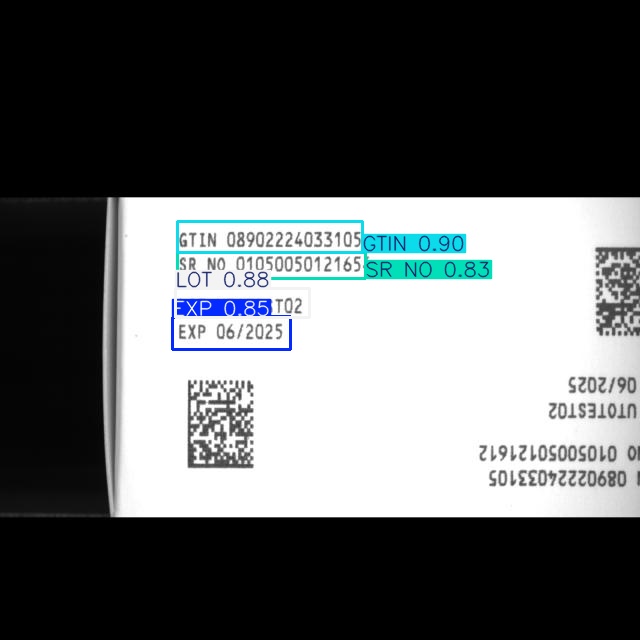 GTIN 08902224033105
GTIN 0.90
SR NO 0105005012165
SR NO 0.83
LOT 0.88
EXP 0.85
T02
EXP 06/2025
06/2025
UTOTEST02
01050050121612
08902224033105